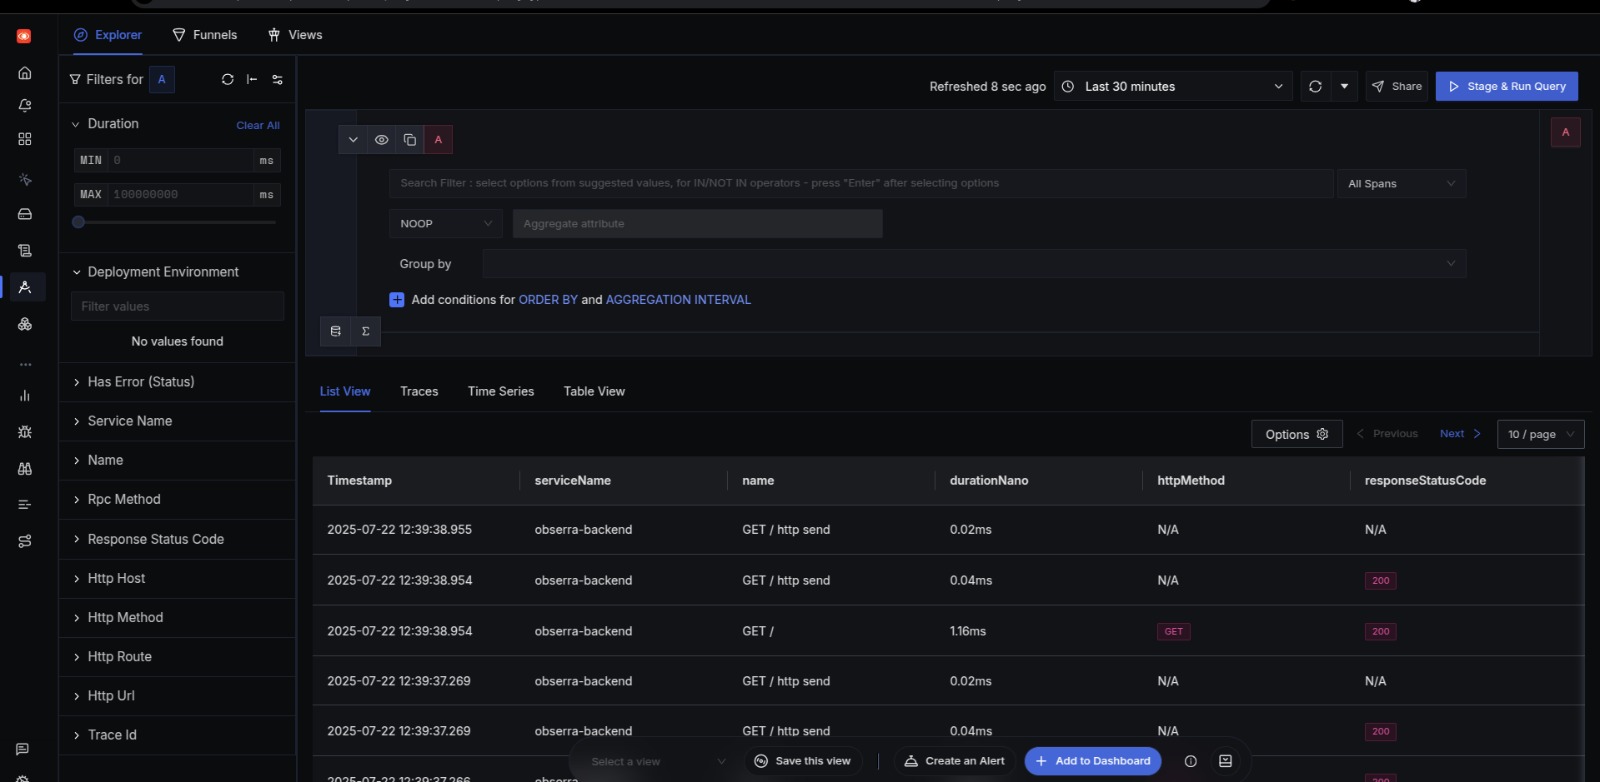 Explorer
Funnels
Views
Filters for A
Refreshed 8 sec ago
Last 30 minutes
Share
Stage & Run Query
Duration
Clear All
MIN 0 ms
MAX 100000000 ms
Deployment Environment
Filter values
No values found
Has Error (Status)
Service Name
Name
Rpc Method
Response Status Code
Http Host
Http Method
Http Route
Http Url
Trace Id
A
A
Search Filter : select options from suggested values, for IN/NOT IN operators - press "Enter" after selecting options
All Spans
NOOP
Aggregate attribute
Group by
Add conditions for ORDER BY and AGGREGATION INTERVAL
Σ
List View
Traces
Time Series
Table View
Options
Previous
Next
10 / page
Timestamp serviceName name durationNano httpMethod responseStatusCode
2025-07-22 12:39:38.955 obserra-backend GET / http send 0.02ms N/A N/A
2025-07-22 12:39:38.954 obserra-backend GET / http send 0.04ms N/A 200
2025-07-22 12:39:38.954 obserra-backend GET / 1.16ms GET 200
2025-07-22 12:39:37.269 obserra-backend GET / http send 0.02ms N/A N/A
2025-07-22 12:39:37.269 obserra-backend GET / http send 0.04ms N/A 200
2025-07-22 12:39:37.266 obserra 200
Select a view
Save this view
Create an Alert
Add to Dashboard